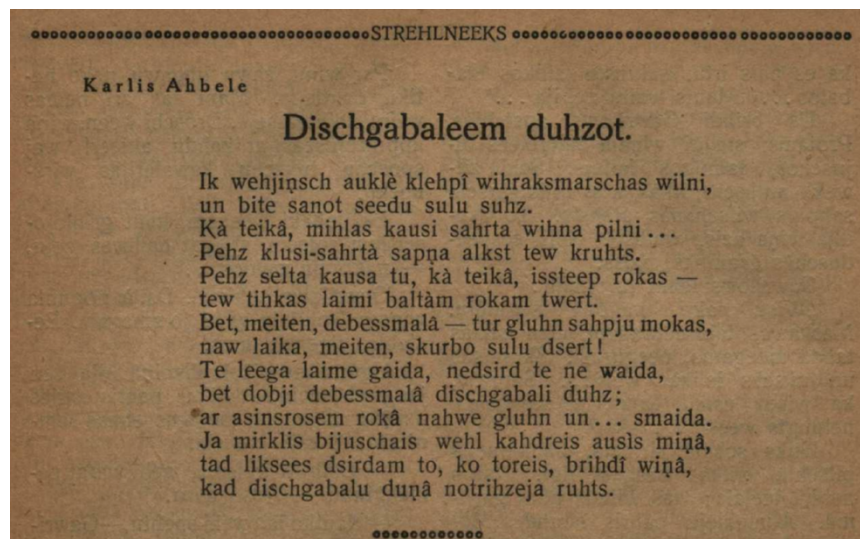 STREHLNEEKS
Karlis Ahbele
Dischgabaleem duhzot.
Ik wehjiņsch auklè klehpî wihraksmarschas wilni,
un bite sanot seedu sulu suhz.
Kà teikâ, mihlas kausi sahrta wihna pilni...
Pehz klusi-sahrtà sapņa alkst tew kruhts.
Pehz selta kausa tu, kà teikâ, issteep rokas —
tew tihkas laimi baltàm rokam twert.
Bet, meiten, debessmalâ — tur gluhn sahpju mokas,
naw laika, meiten, skurbo sulu dsert!
Te leega laime gaida, nedsird te ne waida,
bet dobji debessmalâ dischgabali duhz;
ar asinsrosem rokâ nahwe gluhn un... smaida.
Ja mirklis bijuschais wehl kahdreis ausìs miņâ,
tad liksees dsirdam to, ko toreis, brihdî wiņâ,
kad dischgabalu duņâ notrihzeja ruhts.